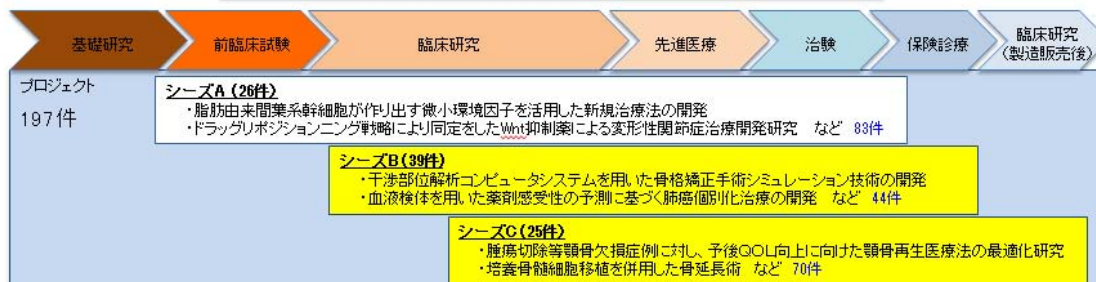 基礎研究
前臨床試験
臨床研究
先進医療
治験
保険診療
臨床研究
(製造販売後)
プロジェクト
197件
シーズA (26件)
・脂肪由来間葉系幹細胞が作り出す微小環境因子を活用した新規治療法の開発
・ドラッグリポジションニング戦略により同定をしたWnt抑制薬による変形性関節症治療開発研究 など 83件
シーズB(39件)
・干渉部位解析コンピュータシステムを用いた骨格矯正手術シミュレーション技術の開発
・血液検体を用いた薬剤感受性の予測に基づく肺癌個別化治療の開発 など 44件
シーズC(25件)
・腫瘍切除等顎骨欠損症例に対し、予後QOL向上に向けた顎骨再生医療法の最適化研究
・培養骨髄細胞移植を併用した骨延長術 など 70件